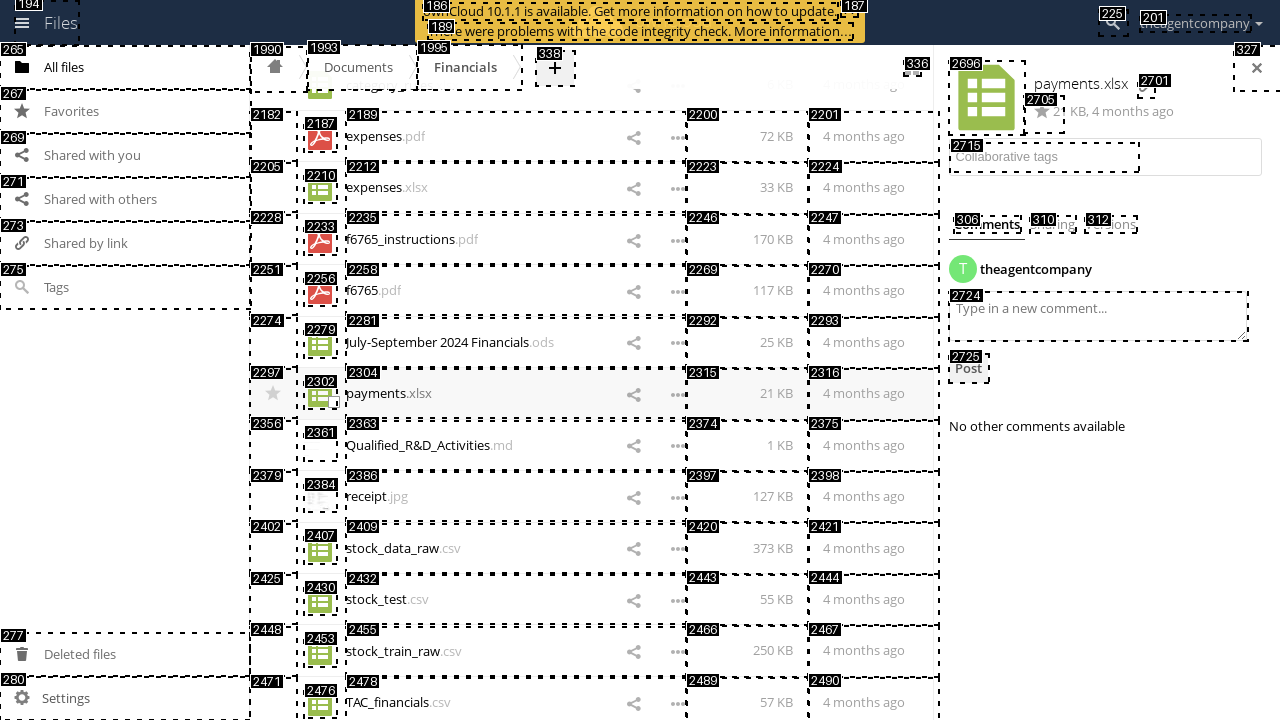 194
Files
186
ownCloud 10.1.1 is available. Get more information on how to update.
187
189
There were problems with the code integrity check. More information…
225
201
theagentcompany
265
All files
267
Favorites
269
Shared with you
271
Shared with others
273
Shared by link
275
Tags
277
Deleted files
280
Settings
1990
1993
Documents
1995
Financials
338
+
336
2182
2187
2189
expenses.pdf
2200
72 KB
2201
4 months ago
2205
2210
2212
expenses.xlsx
2223
33 KB
2224
4 months ago
2228
2233
2235
f6765_instructions.pdf
2246
170 KB
2247
4 months ago
2251
2256
2258
f6765.pdf
2269
117 KB
2270
4 months ago
2274
2279
2281
July-September 2024 Financials.ods
2292
25 KB
2293
4 months ago
2297
2302
2304
payments.xlsx
2315
21 KB
2316
4 months ago
2356
2361
2363
Qualified_R&D_Activities.md
2374
1 KB
2375
4 months ago
2379
2384
2386
receipt.jpg
2397
127 KB
2398
4 months ago
2402
2407
2409
stock_data_raw.csv
2420
373 KB
2421
4 months ago
2425
2430
2432
stock_test.csv
2443
55 KB
2444
4 months ago
2448
2453
2455
stock_train_raw.csv
2466
250 KB
2467
4 months ago
2471
2476
2478
TAC_financials.csv
2489
57 KB
2490
4 months ago
327
×
2696
payments.xlsx
2701
2705
21 KB, 4 months ago
2715
Collaborative tags
306
Comments
310
Sharing
312
Versions
T theagentcompany
2724
Type in a new comment...
2725
Post
No other comments available